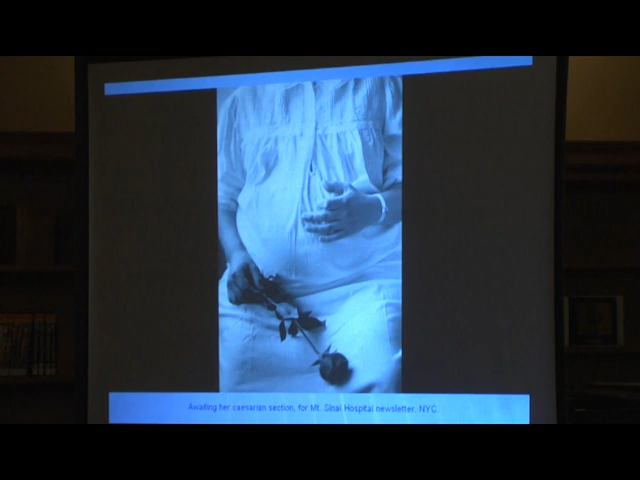 Awaiting her caesarian section, for Mt. Sinai Hospital newsletter, NYC.